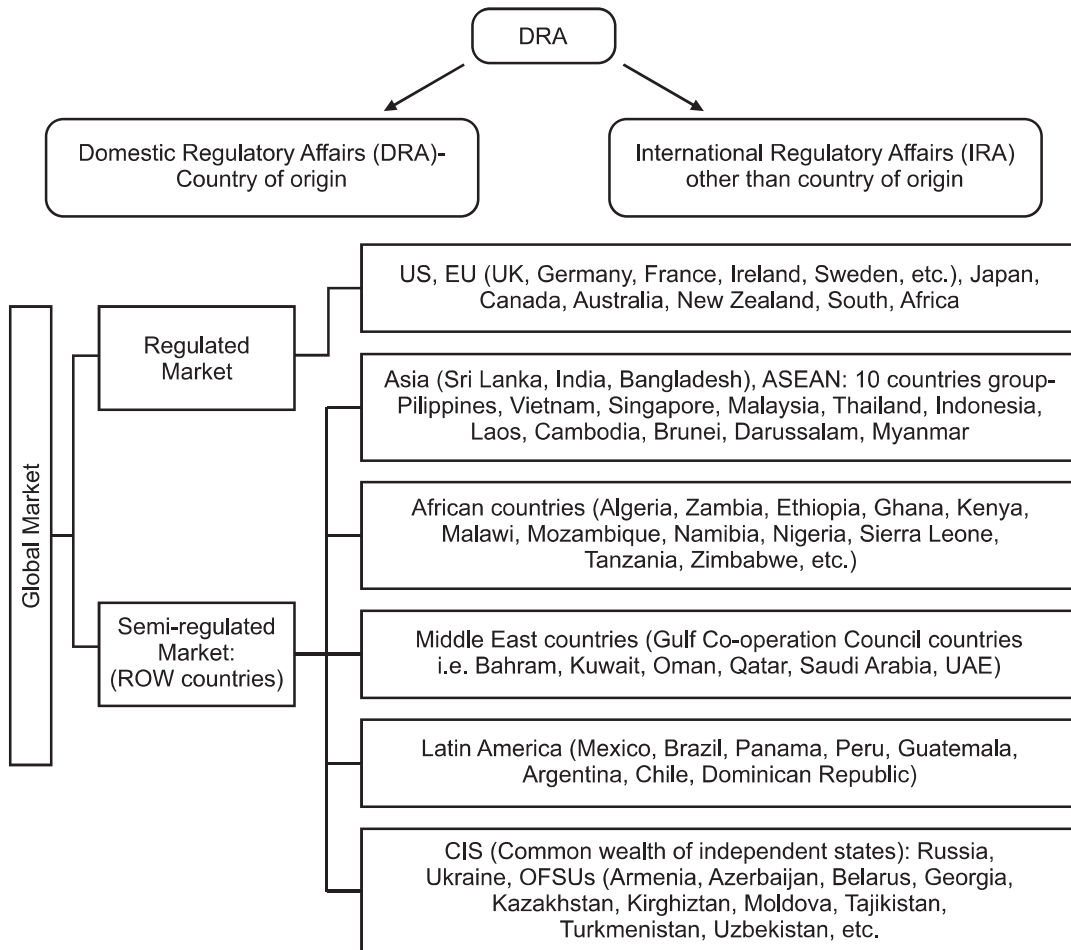 DRA
Domestic Regulatory Affairs (DRA)-
Country of origin
International Regulatory Affairs (IRA)
other than country of origin
Global Market
Regulated
Market
US, EU (UK, Germany, France, Ireland, Sweden, etc.), Japan,
Canada, Australia, New Zealand, South, Africa
Semi-regulated
Market:
(ROW countries)
Asia (Sri Lanka, India, Bangladesh), ASEAN: 10 countries group-
Pilippines, Vietnam, Singapore, Malaysia, Thailand, Indonesia,
Laos, Cambodia, Brunei, Darussalam, Myanmar
African countries (Algeria, Zambia, Ethiopia, Ghana, Kenya,
Malawi, Mozambique, Namibia, Nigeria, Sierra Leone,
Tanzania, Zimbabwe, etc.)
Middle East countries (Gulf Co-operation Council countries
i.e. Bahram, Kuwait, Oman, Qatar, Saudi Arabia, UAE)
Latin America (Mexico, Brazil, Panama, Peru, Guatemala,
Argentina, Chile, Dominican Republic)
CIS (Common wealth of independent states): Russia,
Ukraine, OFSUs (Armenia, Azerbaijan, Belarus, Georgia,
Kazakhstan, Kirghiztan, Moldova, Tajikistan,
Turkmenistan, Uzbekistan, etc.